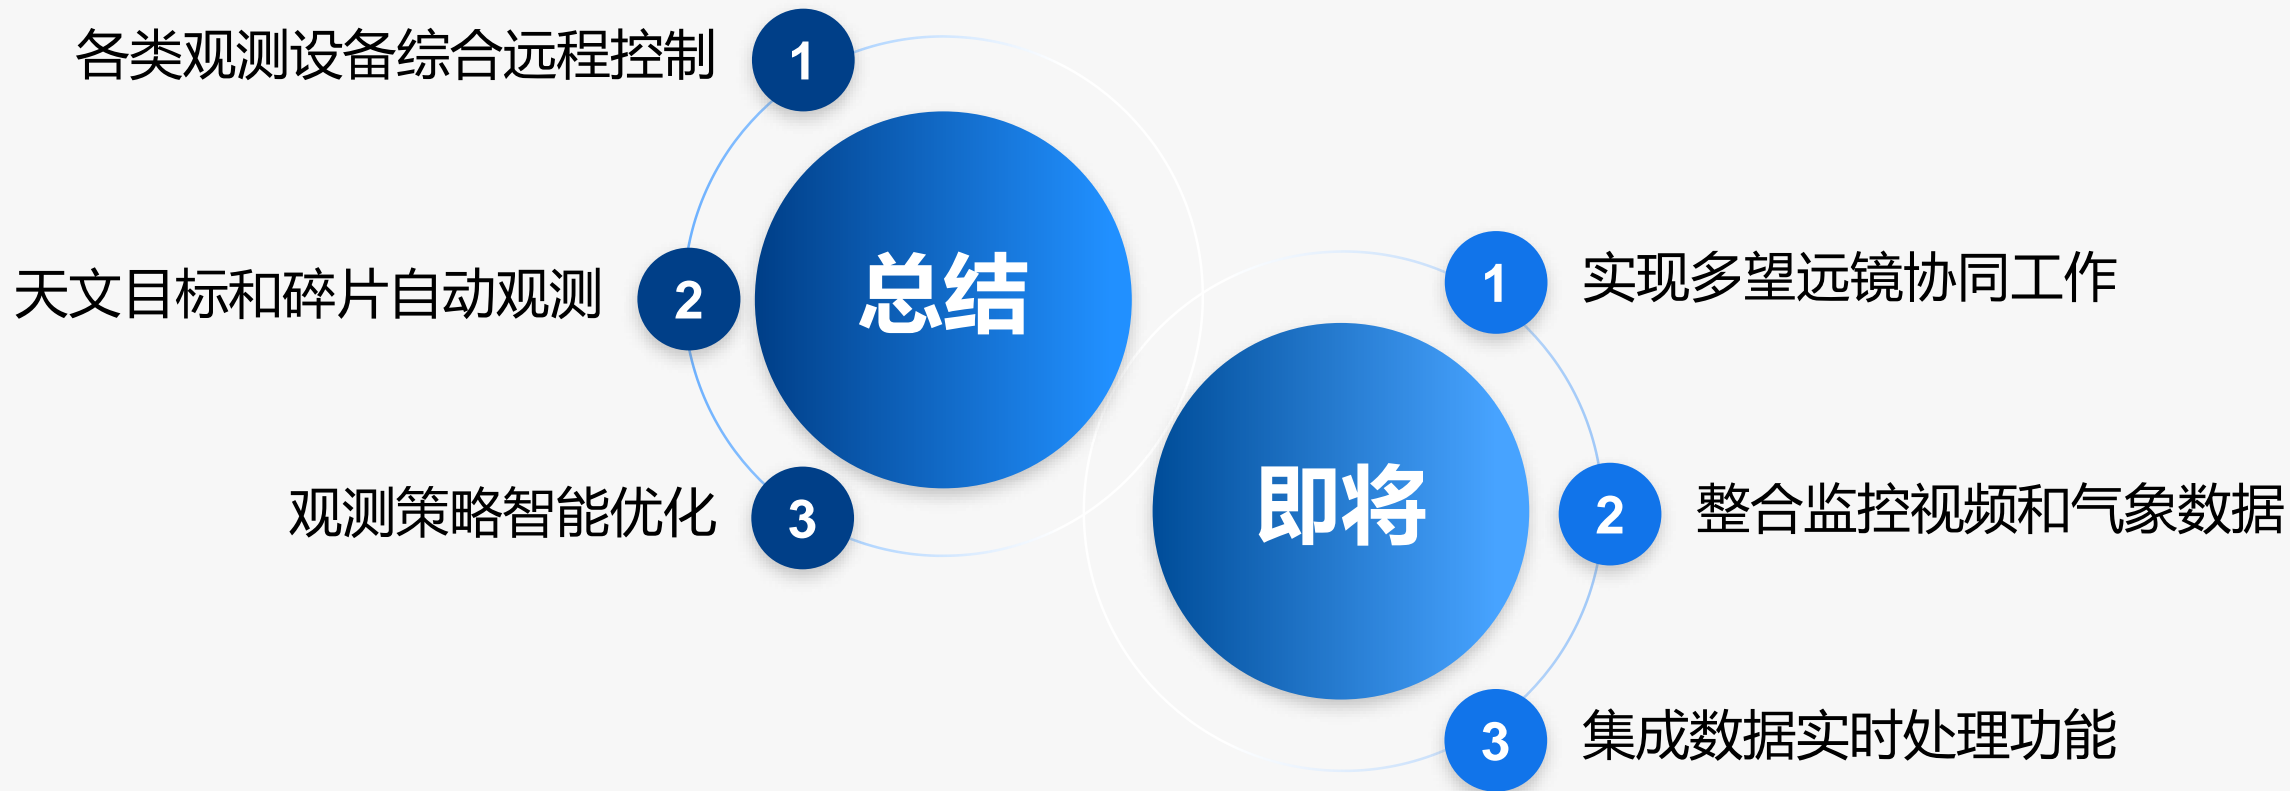 各类观测设备综合远程控制
1
天文目标和碎片自动观测
2
观测策略智能优化
3
总结
即将
1
实现多望远镜协同工作
2
整合监控视频和气象数据
3
集成数据实时处理功能